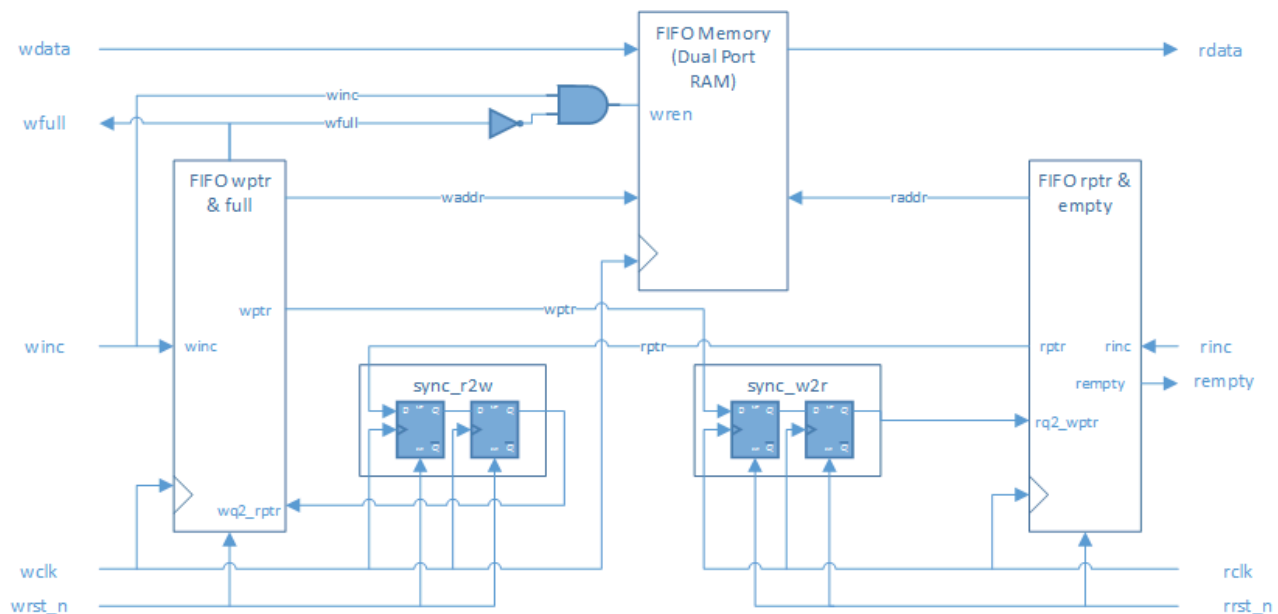 wdata
FIFO Memory
(Dual Port
RAM)
rdata
winc
wfull
wfull
wren
FIFO wptr
& full
waddr
raddr
FIFO rptr &
empty
wptr
wptr
winc
winc
rptr
rptr
rinc
rinc
rempty
rempty
sync_r2w
sync_w2r
rq2_wptr
wq2_rptr
wclk
rclk
wrst_n
rrst_n